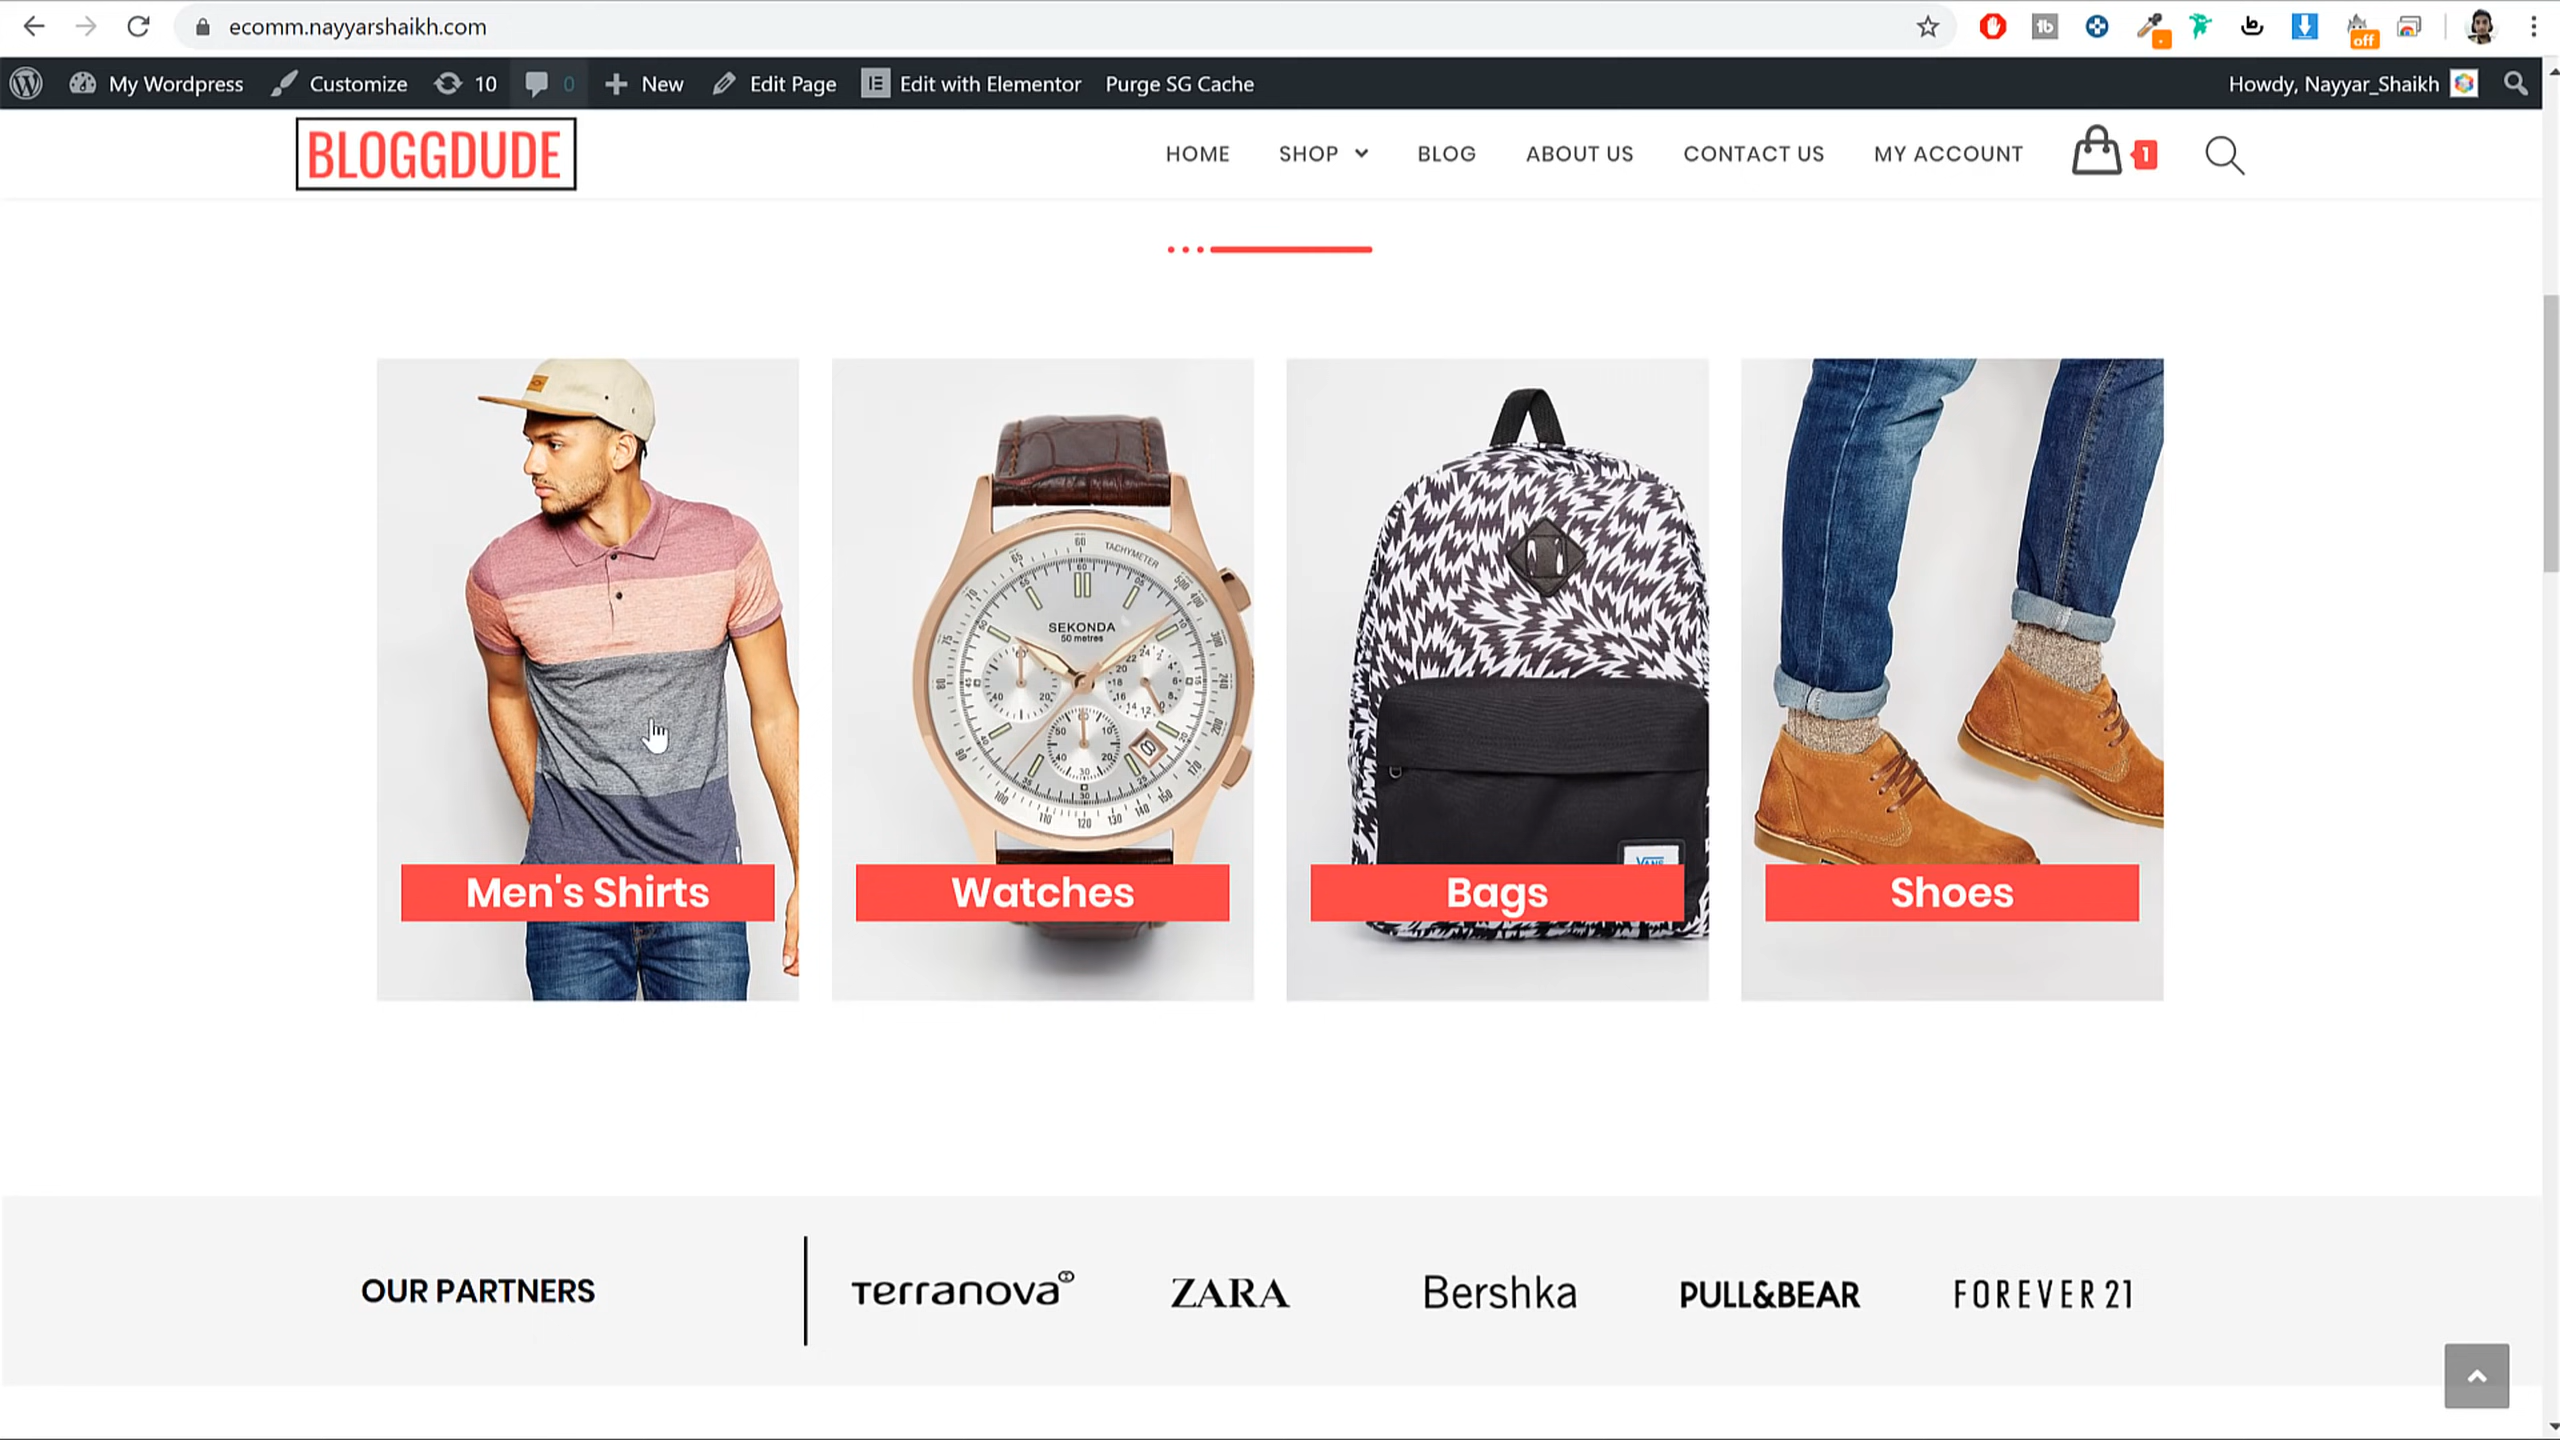 ecomm.nayyarshaikh.com
off
My Wordpress Customize 10 0 New Edit Page Edit with Elementor Purge SG Cache Howdy, Nayyar_Shaikh
BLOGGDUDE HOME SHOP BLOG ABOUT US CONTACT US MY ACCOUNT 1
TACHYMETER
SEKONDA
50 metres
VANS
Men's Shirts Watches Bags Shoes
OUR PARTNERS Terranova ZARA Bershka PULL&BEAR FOREVER 21